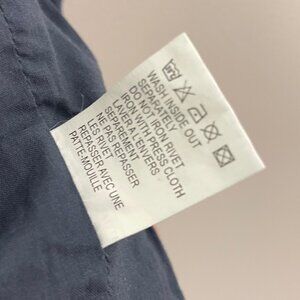 WASH INSIDE OUT
SEPARATELY
DO NOT IRON RIVET
IRON WITH PRESS CLOTH
LAVER A L'ENVERS
SEPAREMENT
NE PAS REPASSER
LES RIVET
REPASSER AVEC UNE
PATTE-MOUILLE